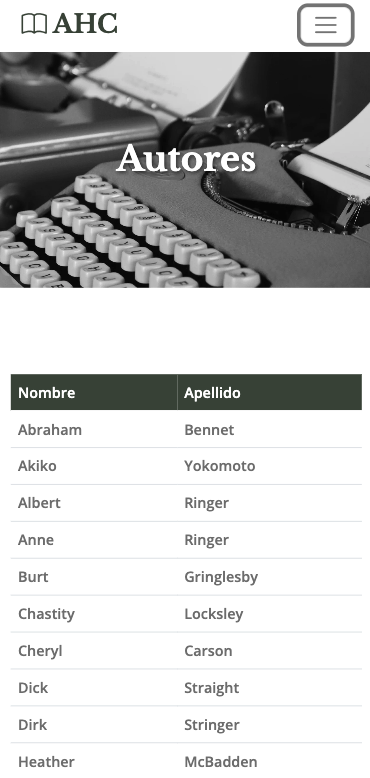 AHC
Autores
Nombre Apellido
Abraham Bennet
Akiko Yokomoto
Albert Ringer
Anne Ringer
Burt Gringlesby
Chastity Locksley
Cheryl Carson
Dick Straight
Dirk Stringer
Heather McBadden